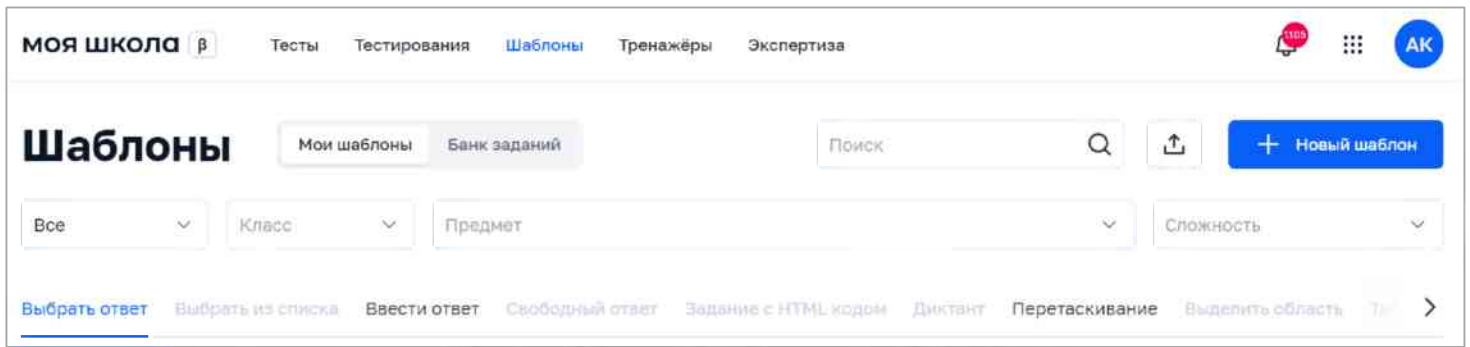 моя школа β Тесты Тестирования Шаблоны Тренажёры Экспертиза 1105 АК
Шаблоны Мои шаблоны Банк заданий Поиск Новый шаблон
Все Класс Предмет Сложность
Выбрать ответ Выбрать из списка Ввести ответ Свободный ответ Задание с HTML кодом Диктант Перетаскивание Выделить область